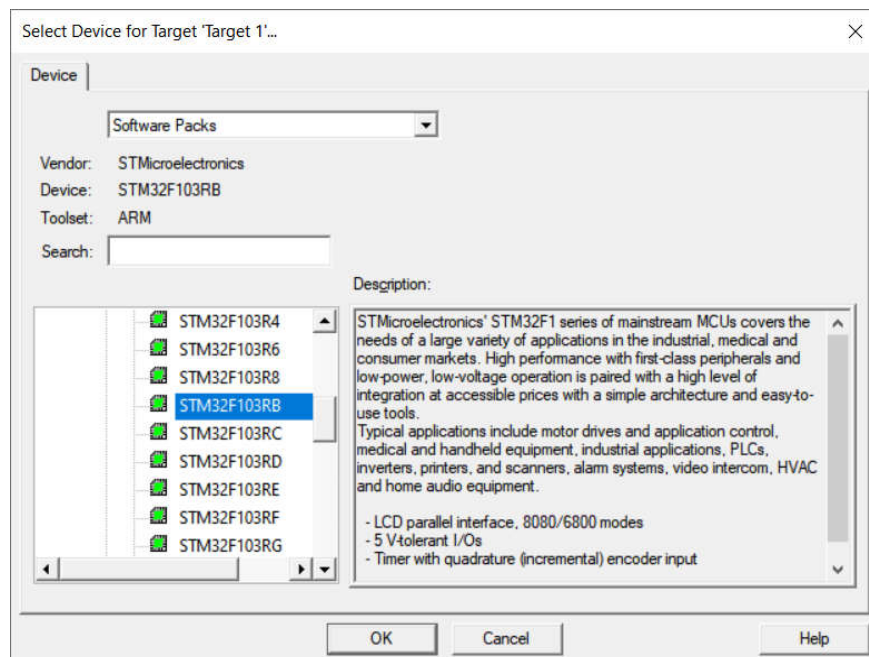 Select Device for Target 'Target 1'...
Device
Software Packs
Vendor: STMicroelectronics
Device: STM32F103RB
Toolset: ARM
Search:
Description:
STM32F103R4
STM32F103R6
STM32F103R8
STM32F103RB
STM32F103RC
STM32F103RD
STM32F103RE
STM32F103RF
STM32F103RG
STMicroelectronics' STM32F1 series of mainstream MCUs covers the
needs of a large variety of applications in the industrial, medical and
consumer markets. High performance with first-class peripherals and
low-power, low-voltage operation is paired with a high level of
integration at accessible prices with a simple architecture and easy-to-
use tools.
Typical applications include motor drives and application control,
medical and handheld equipment, industrial applications, PLCs,
inverters, printers, and scanners, alarm systems, video intercom, HVAC
and home audio equipment.
- LCD parallel interface, 8080/6800 modes
- 5 V-tolerant I/Os
- Timer with quadrature (incremental) encoder input
OK
Cancel
Help